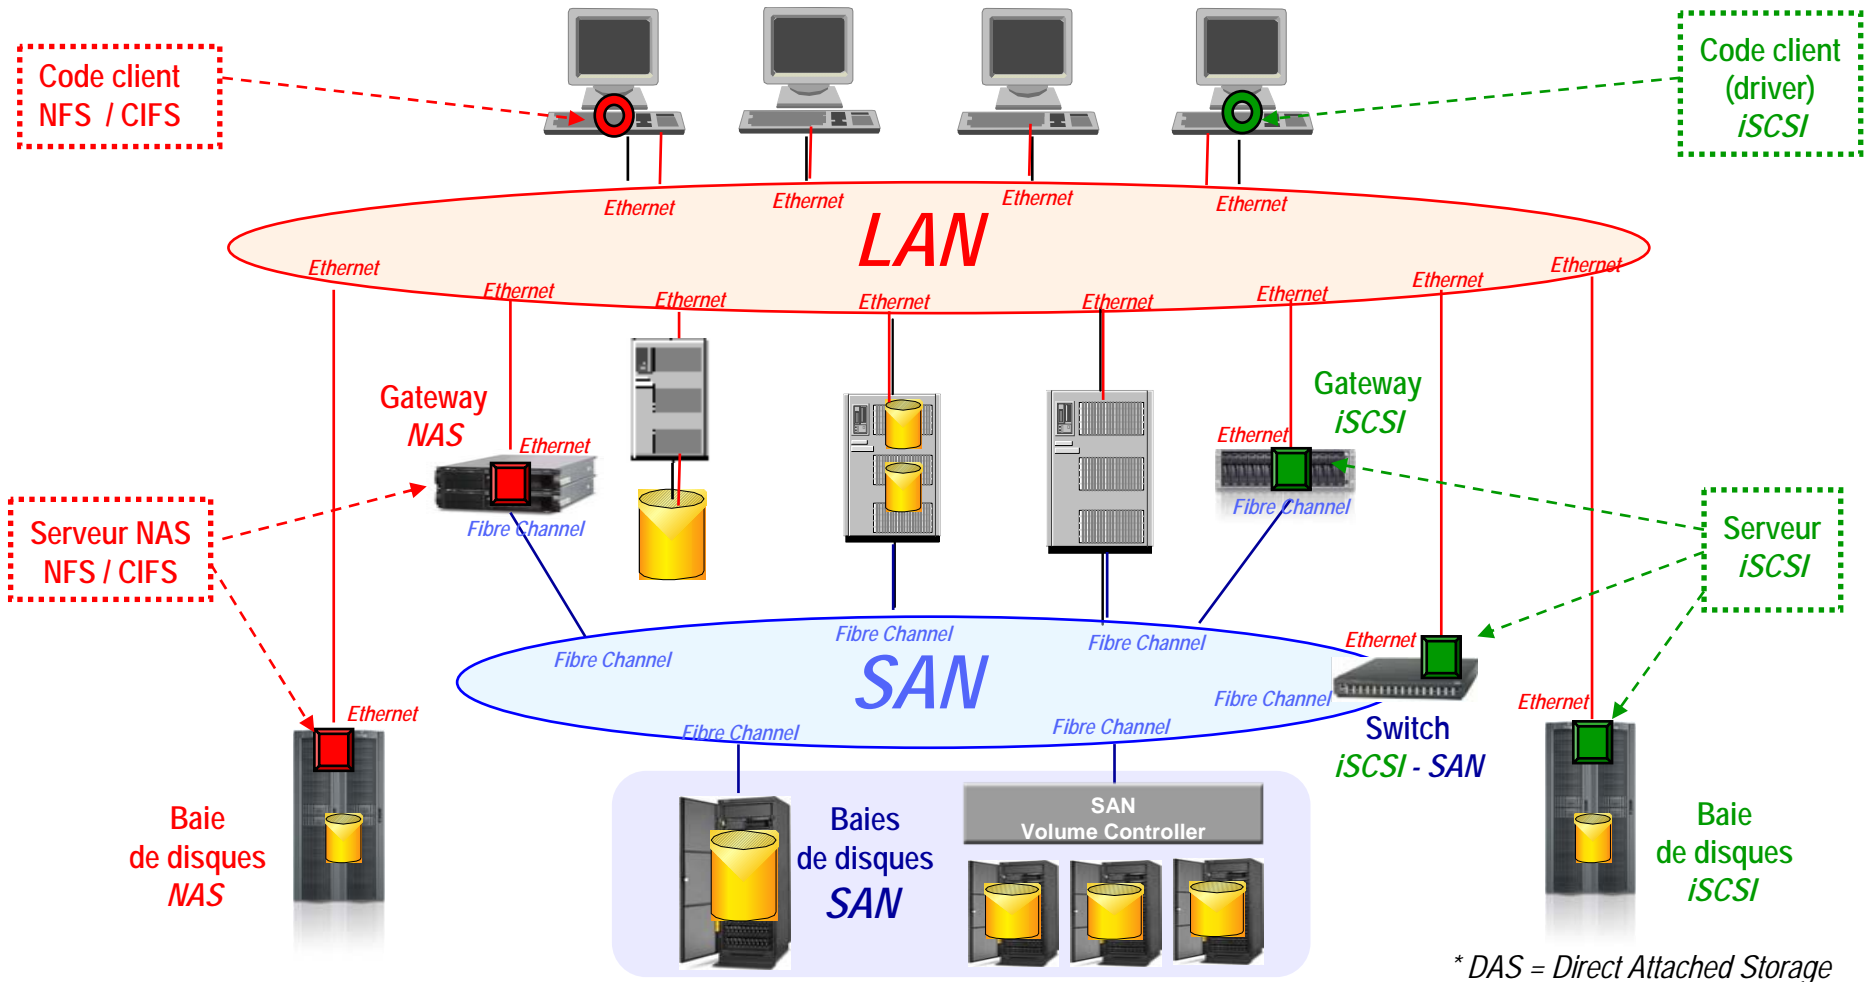 Code client
NFS / CIFS
Code client
(driver)
iSCSI
Ethernet
Ethernet
Ethernet
Ethernet
LAN
Ethernet
Ethernet
Ethernet
Ethernet
Ethernet
Ethernet
Ethernet
Ethernet
Gateway
NAS
Ethernet
Fibre Channel
Gateway
iSCSI
Ethernet
Fibre Channel
Serveur NAS
NFS / CIFS
Serveur
iSCSI
Fibre Channel
Fibre Channel
Fibre Channel
SAN
Fibre Channel
Fibre Channel
Fibre Channel
Ethernet
Switch
iSCSI - SAN
Ethernet
Ethernet
Baie
de disques
NAS
Baies
de disques
SAN
SAN
Volume Controller
Baie
de disques
iSCSI
* DAS = Direct Attached Storage